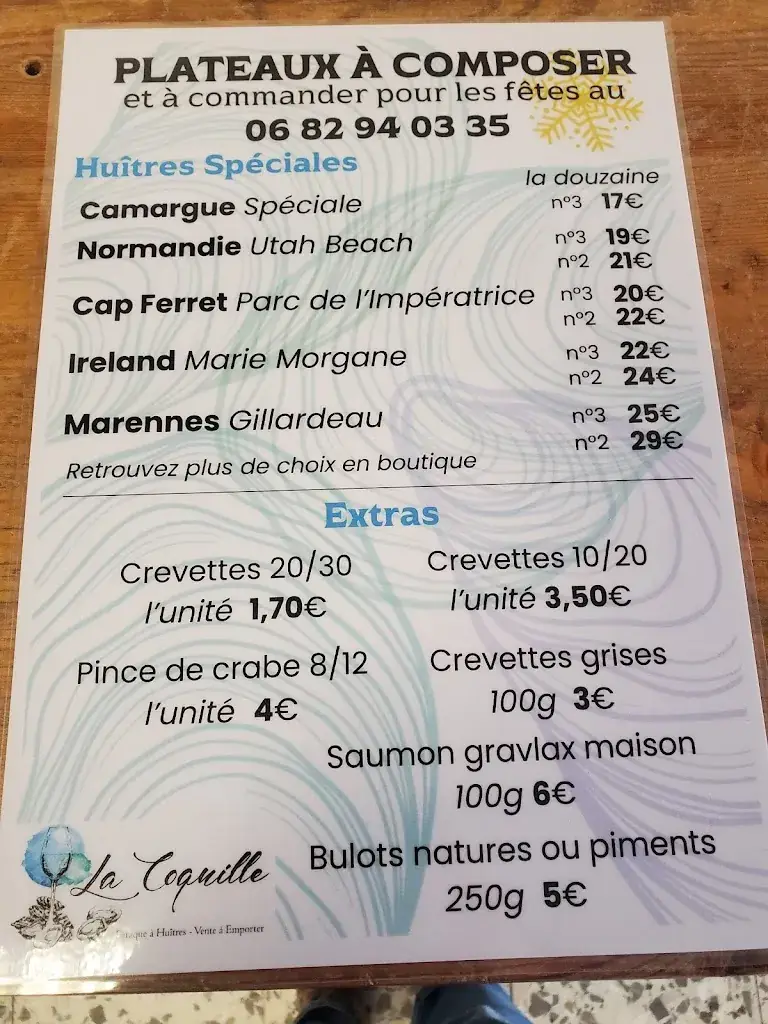 PLATEAUX À COMPOSER
et à commander pour les fêtes au
06 82 94 03 35
Huîtres Spéciales
la douzaine
Camargue Spéciale n°3 17€
Normandie Utah Beach n°3 19€
n°2 21€
Cap Ferret Parc de l'Impératrice n°3 20€
n°2 22€
Ireland Marie Morgane n°3 22€
n°2 24€
Marennes Gillardeau n°3 25€
n°2 29€
Retrouvez plus de choix en boutique
Extras
Crevettes 20/30
l'unité 1,70€
Crevettes 10/20
l'unité 3,50€
Pince de crabe 8/12
l'unité 4€
Crevettes grises
100g 3€
Saumon gravlax maison
100g 6€
Bulots natures ou piments
250g 5€
La Coquille
à Huîtres - Vente à Emporter